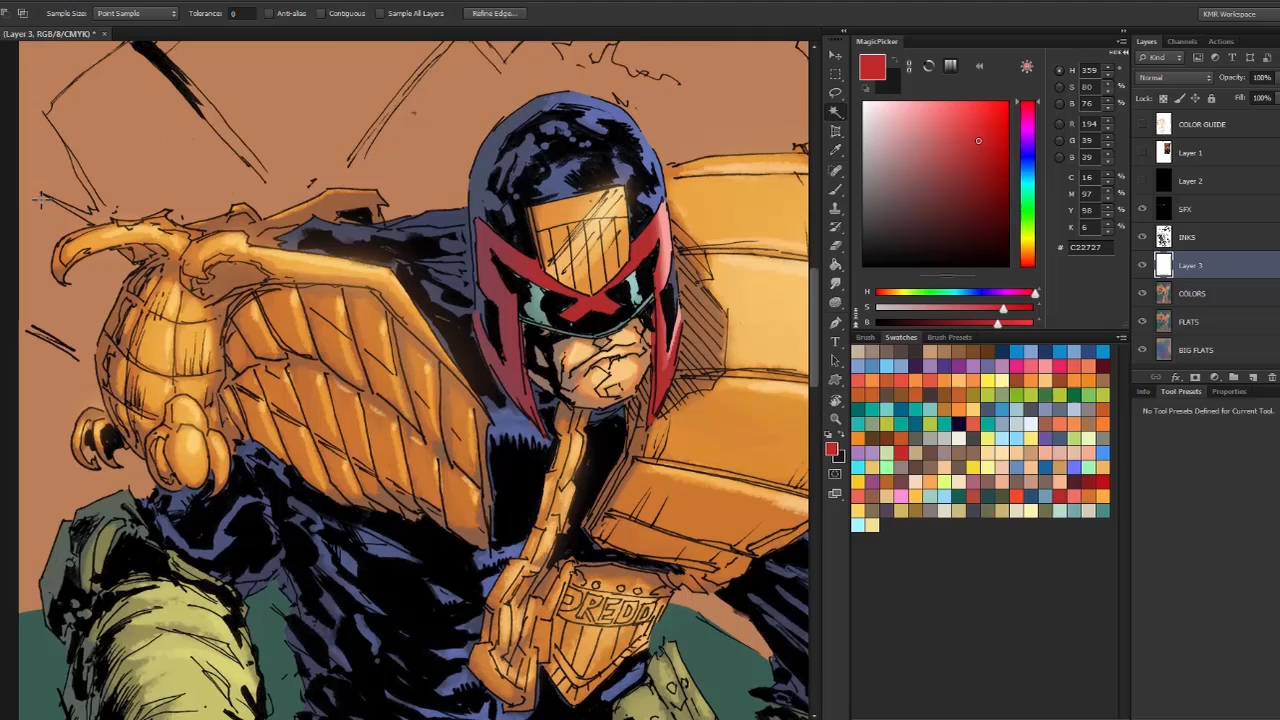 Sample Size: Point Sample Tolerance: 0 Anti-alias Contiguous Sample All Layers Refine Edge... KMR Workspace
(Layer 3, RGB/8/CMYK) * ×
MagicPicker
H 359
S 80
B 76
R 194
G 39
B 39
C 16 %
M 97 %
Y 98 %
K 6 %
# C22727
H
S
B
Brush Swatches Brush Presets
Layers Channels Actions
Kind
Normal Opacity: 100%
Lock: Fill: 100%
COLOR GUIDE
Layer 1
Layer 2
SFX
INKS
Layer 3
COLORS
FLATS
BIG FLATS
Info Tool Presets Properties
No Tool Presets Defined for Current Tool.
DREDD